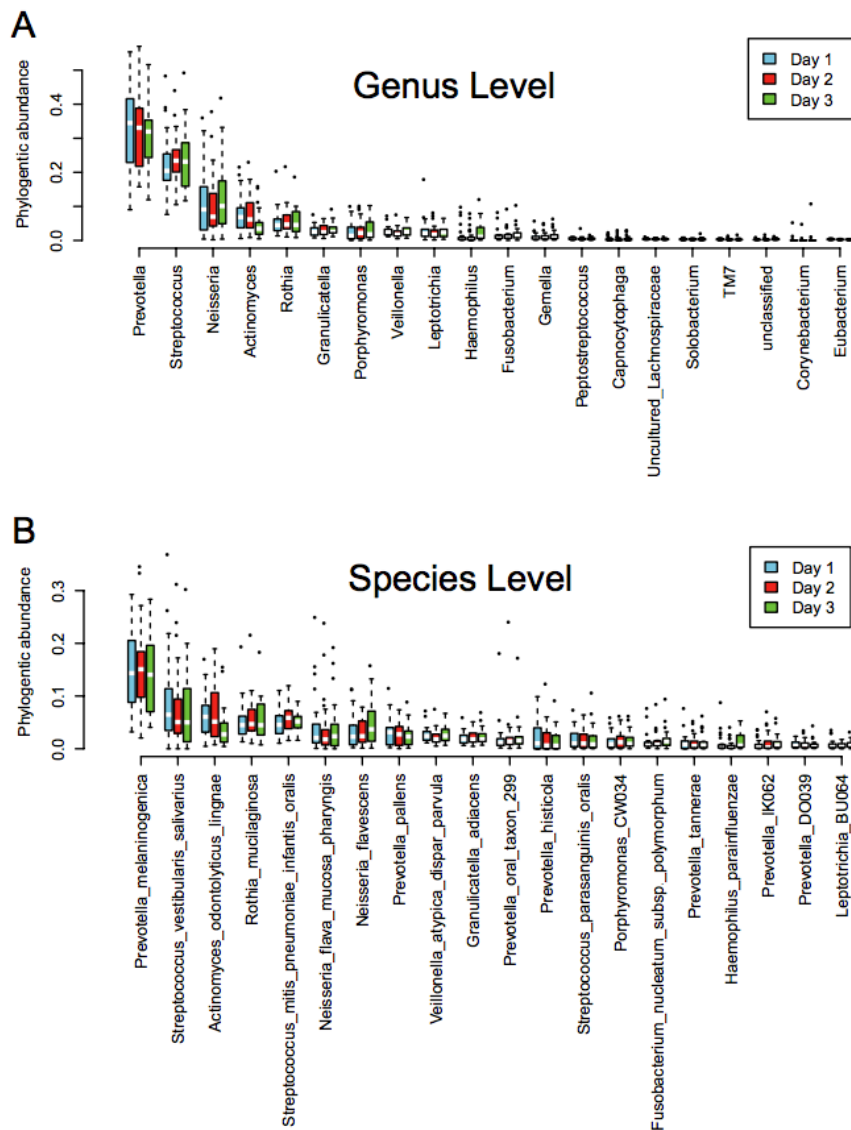 A
Genus Level
Day 1
Day 2
Day 3
Phylogentic abundance
0.4
0.2
0.0
Prevotella
Streptococcus
Neisseria
Actinomyces
Rothia
Granulicatella
Porphyromonas
Veillonella
Leptotrichia
Haemophilus
Fusobacterium
Gemella
Peptostreptococcus
Capnocytophaga
Uncultured_Lachnospiraceae
Solobacterium
TM7
unclassified
Corynebacterium
Eubacterium
B
Species Level
Day 1
Day 2
Day 3
Phylogentic abundance
0.3
0.2
0.1
0.0
Prevotella_melaninogenica
Streptococcus_vestibularis_salivarius
Actinomyces_odontolyticus_lingnae
Rothia_mucilaginosa
Streptococcus_mitis_pneumoniae_infantis_oralis
Neisseria_flava_mucosa_pharyngis
Neisseria_flavescens
Prevotella_pallens
Veillonella_atypica_dispar_parvula
Granulicatella_adiacens
Prevotella_oral_taxon_299
Prevotella_histicola
Streptococcus_parasanguinis_oralis
Porphyromonas_CW034
Fusobacterium_nucleatum_subsp._polymorphum
Prevotella_tannerae
Haemophilus_parainfluenzae
Prevotella_IK062
Prevotella_DO039
Leptotrichia_BU064